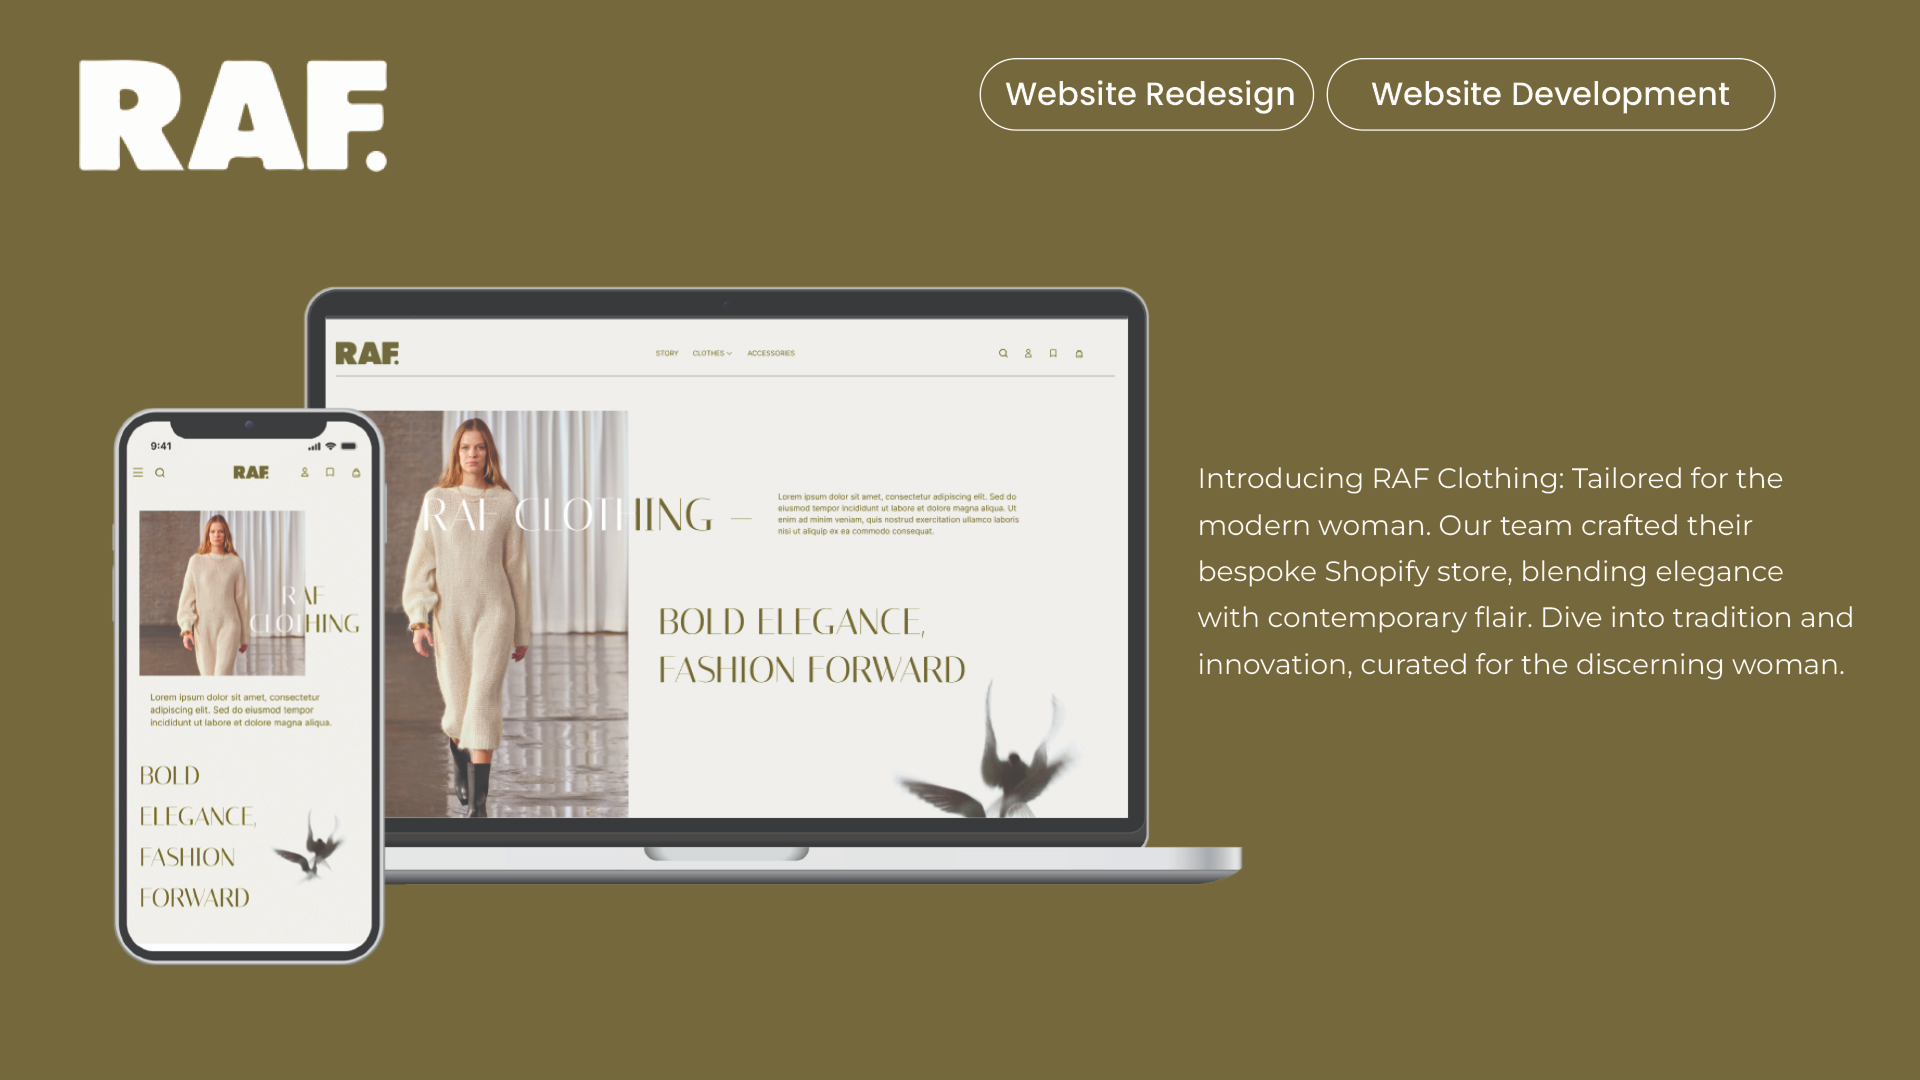 RAF.
Website Redesign
Website Development
RAF.
STORY
CLOTHES
ACCESSORIES
RAF CLOTHING —
Lorem ipsum dolor sit amet, consectetur adipiscing elit. Sed do
eiusmod tempor incididunt ut labore et dolore magna aliqua. Ut
enim ad minim veniam, quis nostrud exercitation ullamco laboris
nisi ut aliquip ex ea commodo consequat.
BOLD ELEGANCE,
FASHION FORWARD
9:41
RAF.
RAF
CLOTHING
Lorem ipsum dolor sit amet, consectetur
adipiscing elit. Sed do eiusmod tempor
incididunt ut labore et dolore magna aliqua.
BOLD
ELEGANCE,
FASHION
FORWARD
Introducing RAF Clothing: Tailored for the
modern woman. Our team crafted their
bespoke Shopify store, blending elegance
with contemporary flair. Dive into tradition and
innovation, curated for the discerning woman.